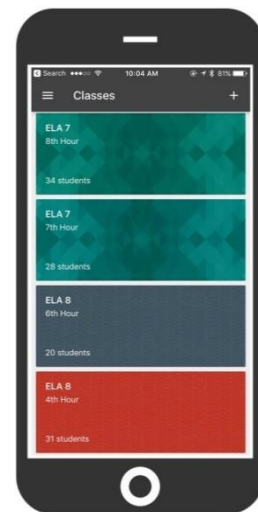 Search 10:04 AM 81%
Classes +
ELA 7
8th Hour
34 students
ELA 7
7th Hour
28 students
ELA 8
6th Hour
20 students
ELA 8
4th Hour
31 students